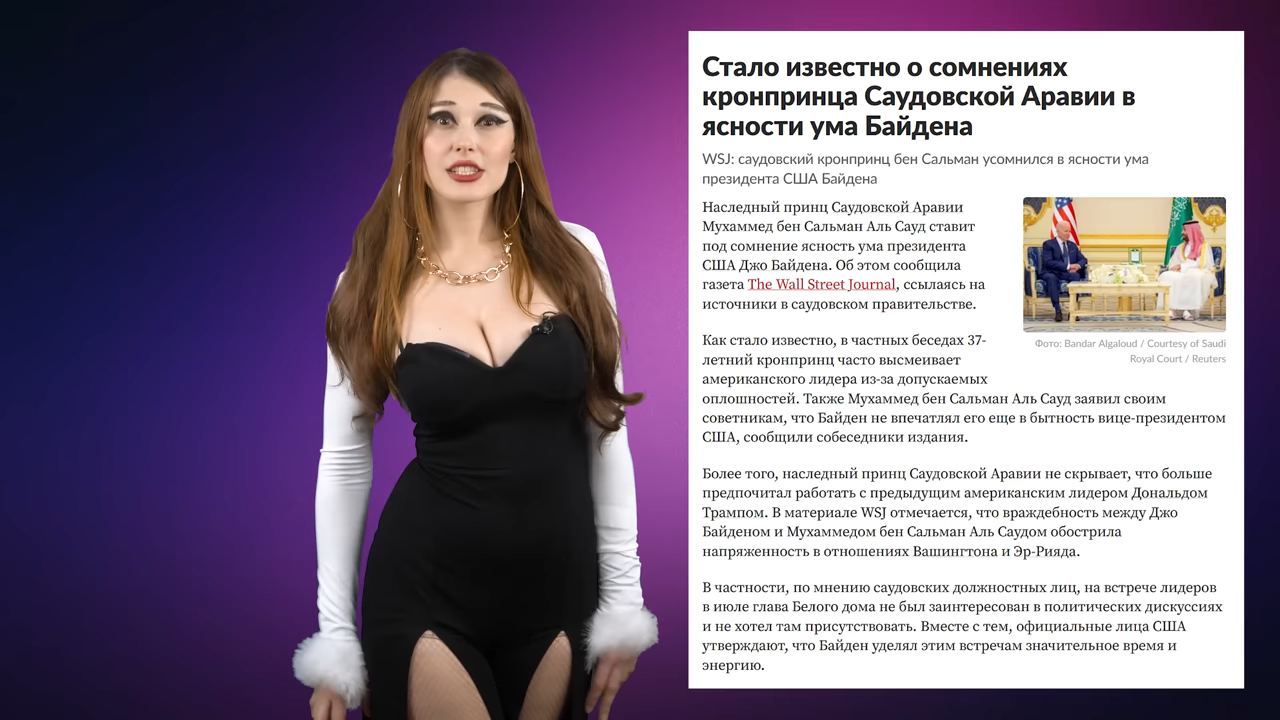 Стало известно о сомнениях
кронпринца Саудовской Аравии в
ясности ума Байдена
WSJ: саудовский кронпринц бен Сальман усомнился в ясности ума
президента США Байдена
Наследный принц Саудовской Аравии
Мухаммед бен Сальман Аль Сауд ставит
под сомнение ясность ума президента
США Джо Байдена. Об этом сообщила
газета The Wall Street Journal, ссылаясь на
источники в саудовском правительстве.
Фото: Bandar Algaloud / Courtesy of Saudi
Royal Court / Reuters
Как стало известно, в частных беседах 37-
летний кронпринц часто высмеивает
американского лидера из-за допускаемых
оплошностей. Также Мухаммед бен Сальман Аль Сауд заявил своим
советникам, что Байден не впечатлял его еще в бытность вице-президентом
США, сообщили собеседники издания.
Более того, наследный принц Саудовской Аравии не скрывает, что больше
предпочитал работать с предыдущим американским лидером Дональдом
Трампом. В материале WSJ отмечается, что враждебность между Джо
Байденом и Мухаммедом бен Сальман Аль Саудом обострила
напряженность в отношениях Вашингтона и Эр-Рияда.
В частности, по мнению саудовских должностных лиц, на встрече лидеров
в июле глава Белого дома не был заинтересован в политических дискуссиях
и не хотел там присутствовать. Вместе с тем, официальные лица США
утверждают, что Байден уделял этим встречам значительное время и
энергию.